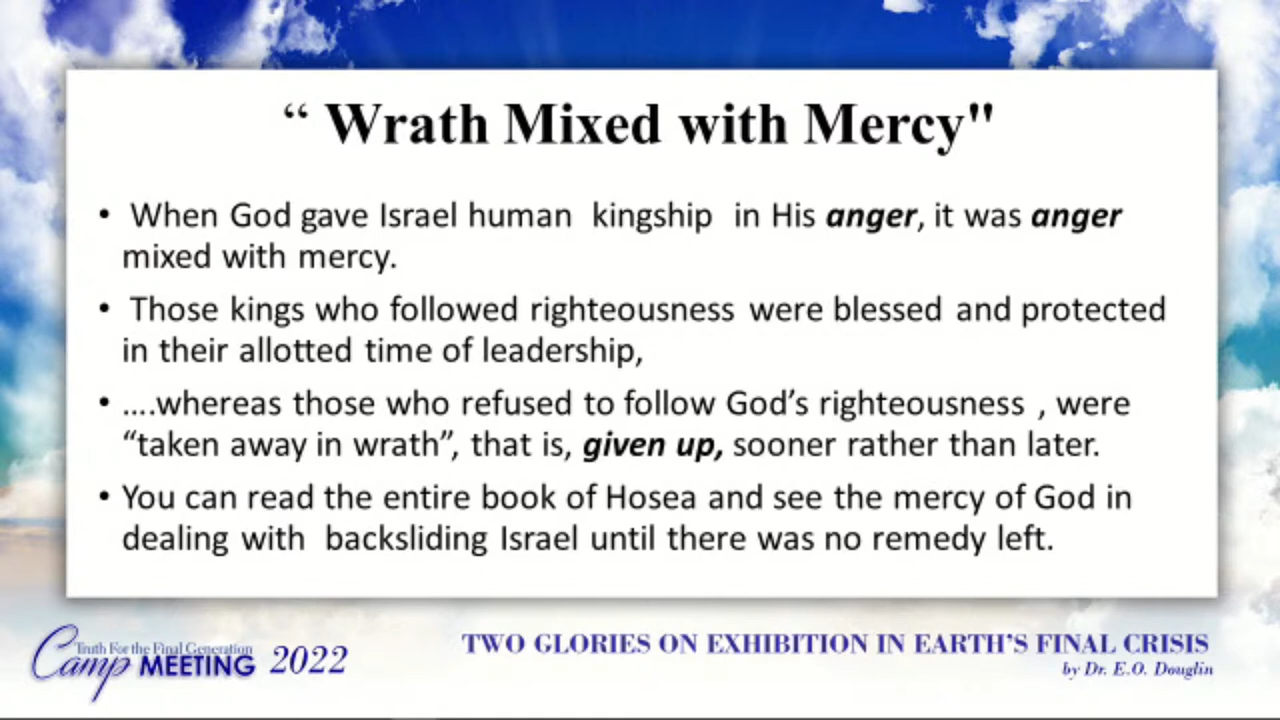 “ Wrath Mixed with Mercy"
• When God gave Israel human kingship in His anger, it was anger
mixed with mercy.
• Those kings who followed righteousness were blessed and protected
in their allotted time of leadership,
• ....whereas those who refused to follow God’s righteousness , were
“taken away in wrath”, that is, given up, sooner rather than later.
• You can read the entire book of Hosea and see the mercy of God in
dealing with backsliding Israel until there was no remedy left.
Truth For the Final Generation
Camp MEETING 2022
TWO GLORIES ON EXHIBITION IN EARTH’S FINAL CRISIS
by Dr. E.O. Douglin